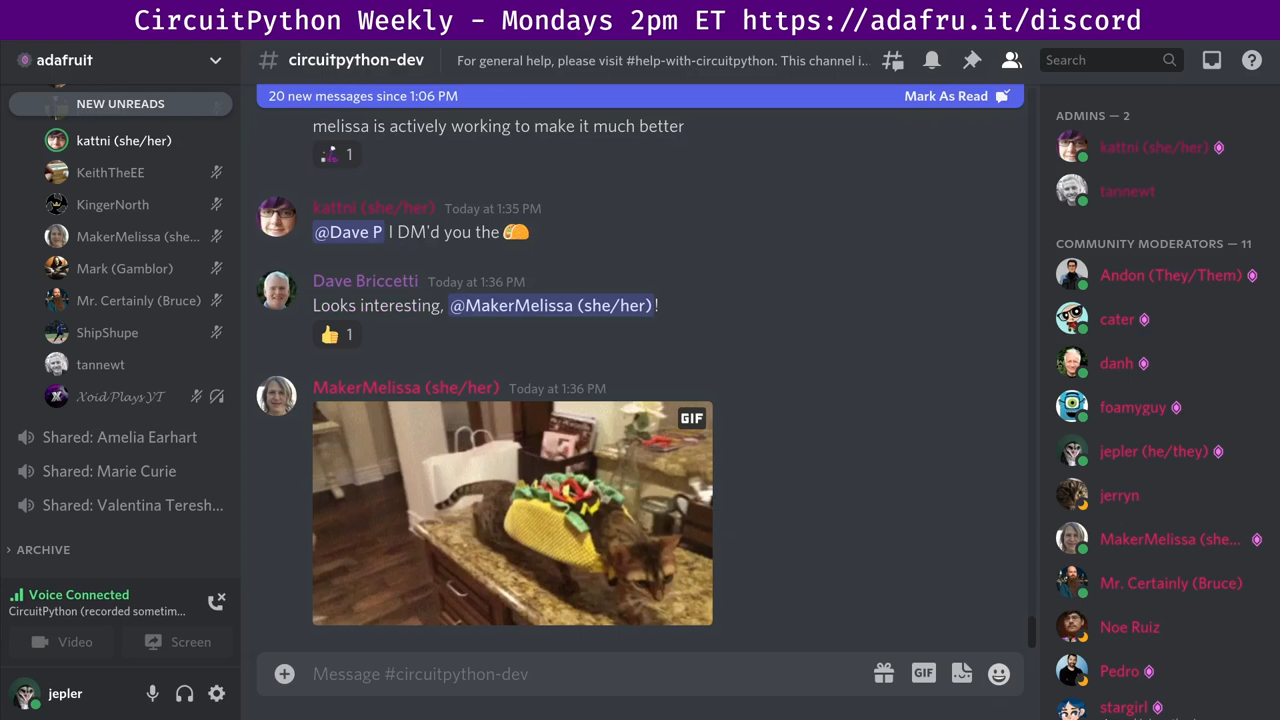 CircuitPython Weekly - Mondays 2pm ET https://adafru.it/discord
adafruit
NEW UNREADS
kattni (she/her)
KeithTheEE
KingerNorth
MakerMelissa (she...
Mark (Gamblor)
Mr. Certainly (Bruce)
ShipShupe
tannewt
𝓧𝓸𝓲𝓭 𝓟𝓵𝓪𝔂𝓼 𝓨𝓣
Shared: Amelia Earhart
Shared: Marie Curie
Shared: Valentina Teresh...
ARCHIVE
Voice Connected
CircuitPython (recorded sometim...
Video
Screen
jepler
# circuitpython-dev
For general help, please visit #help-with-circuitpython. This channel i...
Search
20 new messages since 1:06 PM
Mark As Read
melissa is actively working to make it much better
1
kattni (she/her) Today at 1:35 PM
@Dave P I DM'd you the 🌮
Dave Briccetti Today at 1:36 PM
Looks interesting, @MakerMelissa (she/her)!
👍 1
MakerMelissa (she/her) Today at 1:36 PM
GIF
Message #circuitpython-dev
GIF
ADMINS — 2
kattni (she/her)
tannewt
COMMUNITY MODERATORS — 11
Andon (They/Them)
cater
danh
foamyguy
jepler (he/they)
jerryn
MakerMelissa (she...
Mr. Certainly (Bruce)
Noe Ruiz
Pedro
stargirl